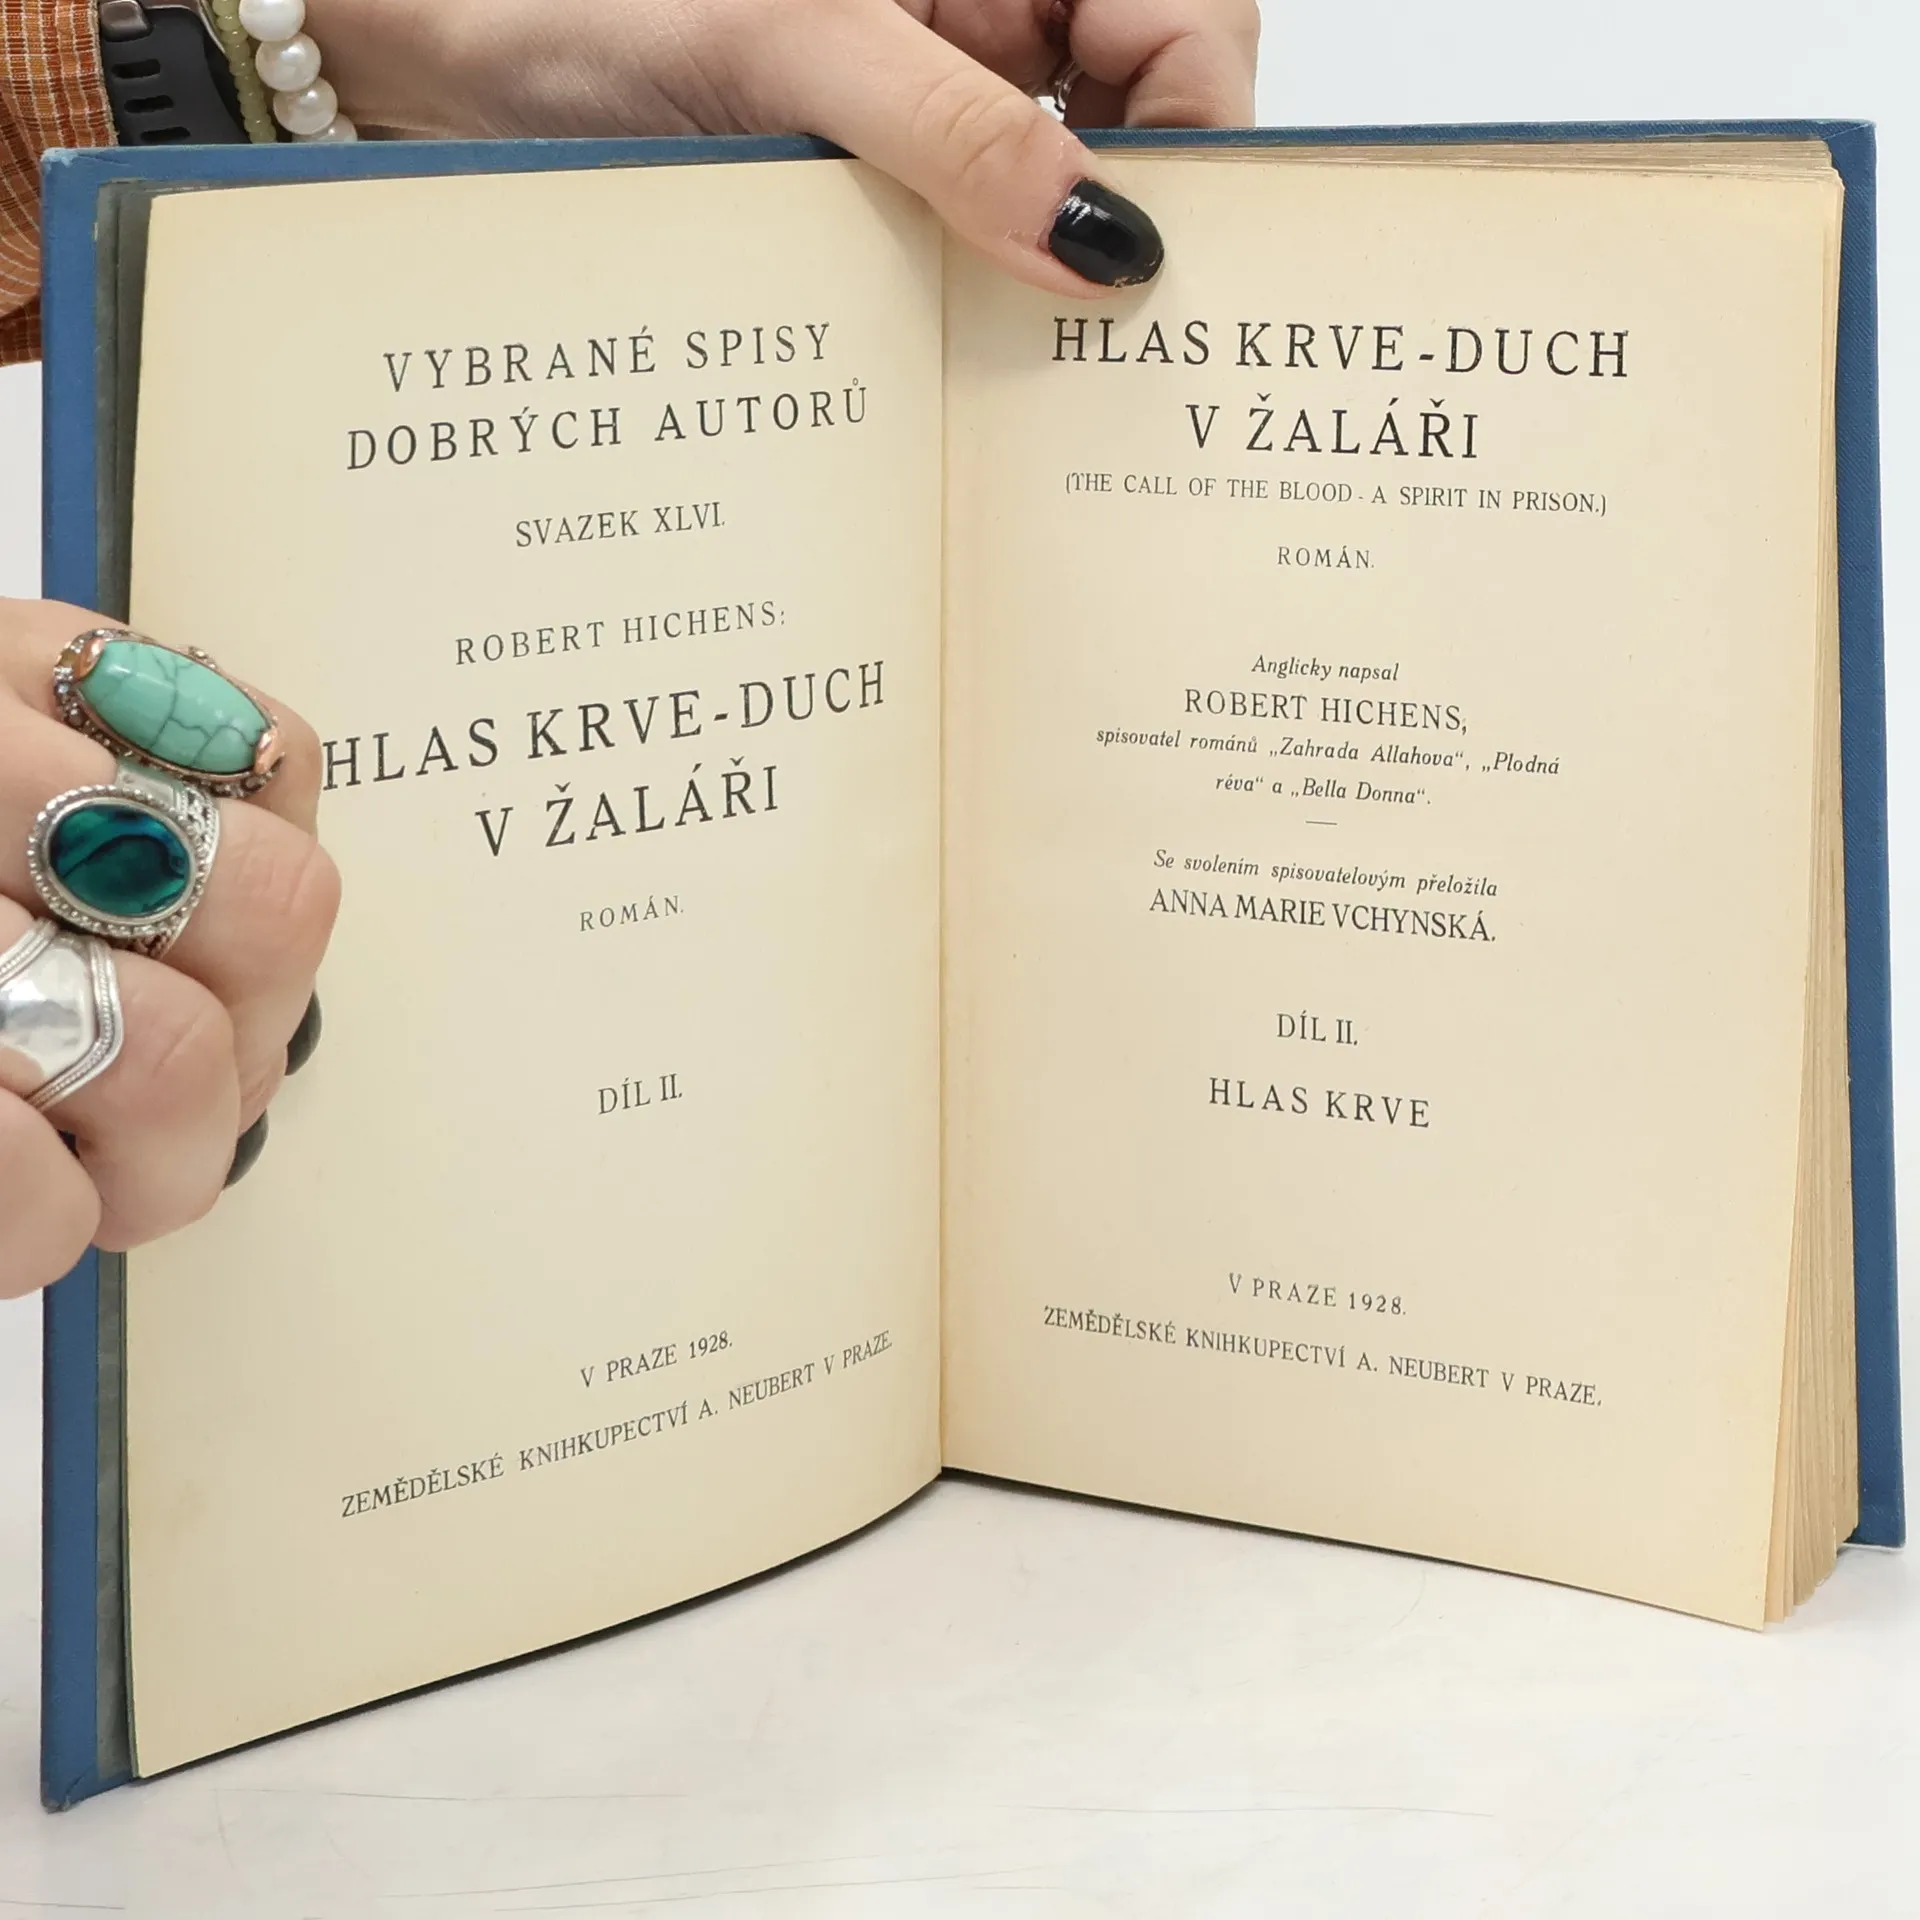 VYBRANÉ SPISY
DOBRÝCH AUTORŮ
SVAZEK XLVI.
ROBERT HICHENS:
HLAS KRVE-DUCH
V ŽALÁŘI
ROMÁN.
DÍL II.
V PRAZE 1928.
ZEMĚDĚLSKÉ KNIHKUPECTVÍ A. NEUBERT V PRAZE.
HLAS KRVE-DUCH
V ŽALÁŘI
(THE CALL OF THE BLOOD - A SPIRIT IN PRISON.)
ROMÁN.
Anglicky napsal
ROBERT HICHENS,
spisovatel románů „Zahrada Allahova“, „Plodná
réva“ a „Bella Donna“.
Se svolením spisovatelovým přeložila
ANNA MARIE VCHYNSKÁ.
DÍL II.
HLAS KRVE
V PRAZE 1928.
ZEMĚDĚLSKÉ KNIHKUPECTVÍ A. NEUBERT V PRAZE.